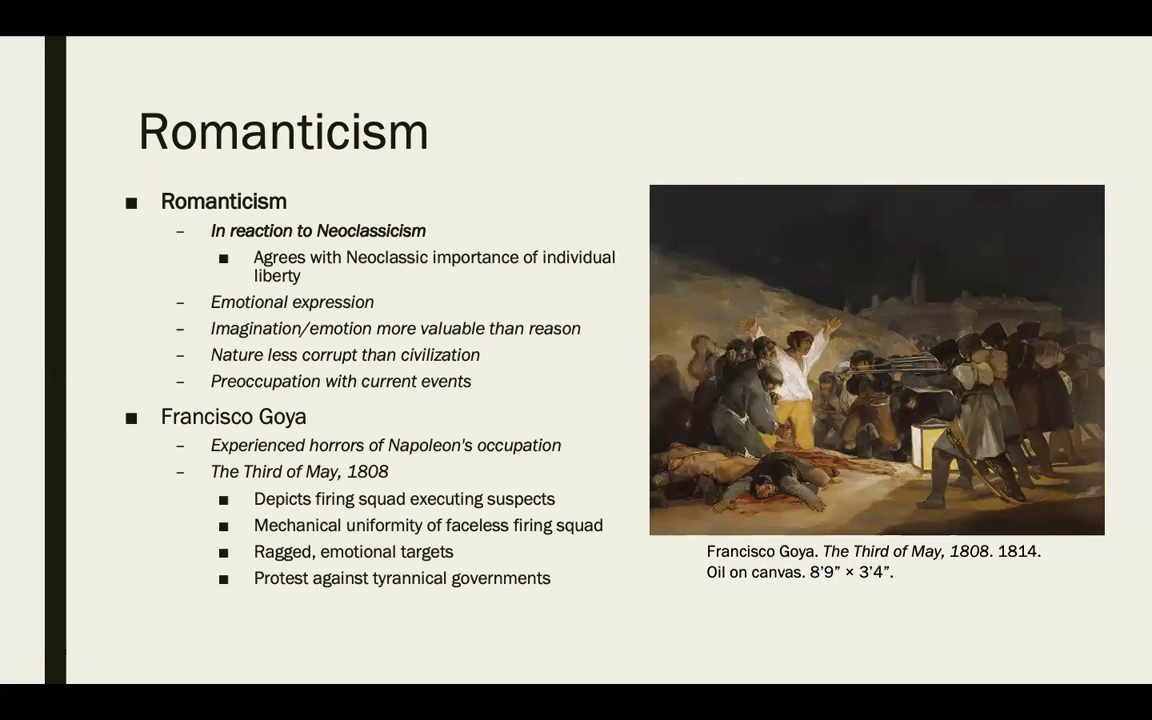 Romanticism
■ Romanticism
– In reaction to Neoclassicism
■ Agrees with Neoclassic importance of individual
liberty
– Emotional expression
– Imagination/emotion more valuable than reason
– Nature less corrupt than civilization
– Preoccupation with current events
■ Francisco Goya
– Experienced horrors of Napoleon's occupation
– The Third of May, 1808
■ Depicts firing squad executing suspects
■ Mechanical uniformity of faceless firing squad
■ Ragged, emotional targets
■ Protest against tyrannical governments
Francisco Goya. The Third of May, 1808. 1814.
Oil on canvas. 8’9” × 3’4”.